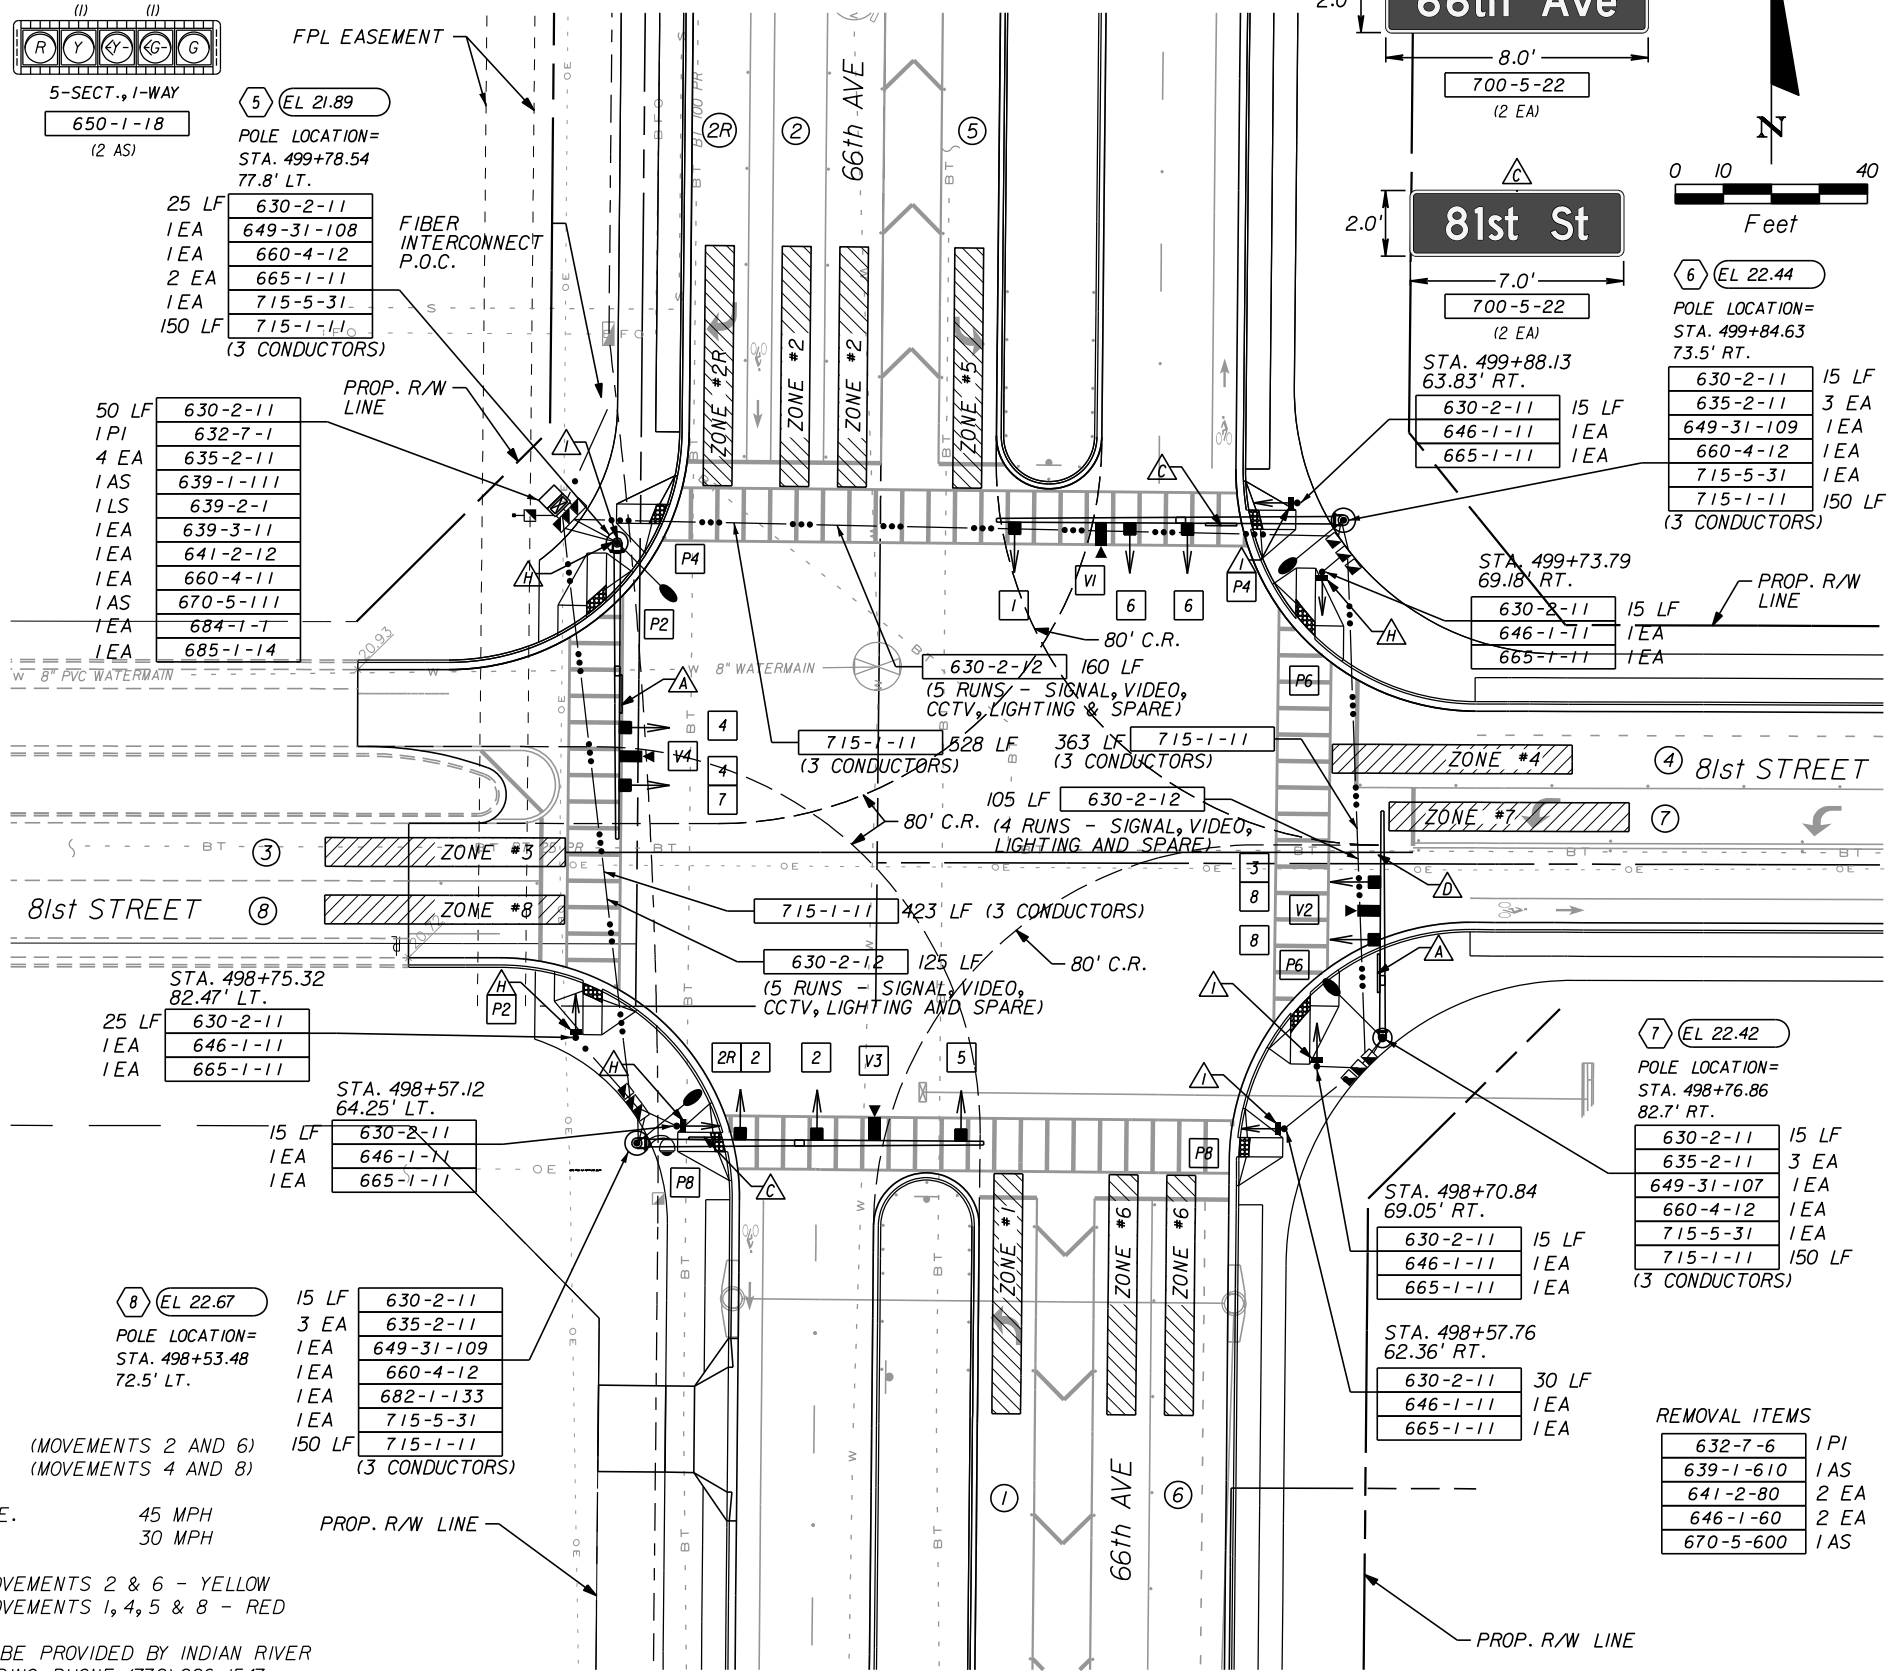 (1) (1)
R Y Y G G
5-SECT., 1-WAY
650-1-18
(2 AS)
FPL EASEMENT
5 EL 21.89
POLE LOCATION=
STA. 499+78.54
77.8' LT.
25 LF 630-2-11
1 EA 649-31-108
1 EA 660-4-12
2 EA 665-1-11
1 EA 715-5-31
150 LF 715-1-11
(3 CONDUCTORS)
FIBER
INTERCONNECT
P.O.C.
PROP. R/W
LINE
50 LF 630-2-11
1 PI 632-7-1
4 EA 635-2-11
1 AS 639-1-111
1 LS 639-2-1
1 EA 639-3-11
1 EA 641-2-12
1 EA 660-4-11
1 AS 670-5-111
1 EA 684-1-1
1 EA 685-1-14
2R 2 66th AVE 5
ZONE #2R
ZONE #2
ZONE #2
ZONE #5
2.0'
66th Ave
8.0'
700-5-22
(2 EA)
N
0 10 40
Feet
C
2.0'
81st St
7.0'
700-5-22
(2 EA)
6 EL 22.44
POLE LOCATION=
STA. 499+84.63
73.5' RT.
630-2-11 15 LF
635-2-11 3 EA
649-31-109 1 EA
660-4-12 1 EA
715-5-31 1 EA
715-1-11 150 LF
(3 CONDUCTORS)
STA. 499+88.13
63.83' RT.
630-2-11 15 LF
646-1-11 1 EA
665-1-11 1 EA
STA. 499+73.79
69.18' RT.
630-2-11 15 LF
646-1-11 1 EA
665-1-11 1 EA
PROP. R/W
LINE
I
H
P4
P2
C
I
P4
H
P6
1 V1 6 6
80' C.R.
20.93
8" PVC WATERMAIN
8" WATERMAIN
A
4
V4
4
7
630-2-12 160 LF
(5 RUNS - SIGNAL, VIDEO,
CCTV, LIGHTING & SPARE)
715-1-11 528 LF
(3 CONDUCTORS)
363 LF 715-1-11
(3 CONDUCTORS)
105 LF 630-2-12
(4 RUNS - SIGNAL, VIDEO,
LIGHTING AND SPARE)
80' C.R.
ZONE #4 4 81st STREET
ZONE #7 7
3 ZONE #3
81st STREET 8 ZONE #8
20.72
3
8
V2
8
D
A
P6
715-1-11 423 LF (3 CONDUCTORS)
630-2-12 125 LF
(5 RUNS - SIGNAL, VIDEO,
CCTV, LIGHTING AND SPARE)
80' C.R.
STA. 498+75.32
82.47' LT.
25 LF 630-2-11
1 EA 646-1-11
1 EA 665-1-11
H
P2
STA. 498+57.12
64.25' LT.
15 LF 630-2-11
1 EA 646-1-11
1 EA 665-1-11
H
2R 2 2 V3 5
P8
C
I
I
P8
7 EL 22.42
POLE LOCATION=
STA. 498+76.86
82.7' RT.
630-2-11 15 LF
635-2-11 3 EA
649-31-107 1 EA
660-4-12 1 EA
715-5-31 1 EA
715-1-11 150 LF
(3 CONDUCTORS)
STA. 498+70.84
69.05' RT.
630-2-11 15 LF
646-1-11 1 EA
665-1-11 1 EA
STA. 498+57.76
62.36' RT.
630-2-11 30 LF
646-1-11 1 EA
665-1-11 1 EA
ZONE #1
ZONE #6
ZONE #6
1 66th AVE 6
8 EL 22.67
POLE LOCATION=
STA. 498+53.48
72.5' LT.
15 LF 630-2-11
3 EA 635-2-11
1 EA 649-31-109
1 EA 660-4-12
1 EA 682-1-133
1 EA 715-5-31
150 LF 715-1-11
(3 CONDUCTORS)
(MOVEMENTS 2 AND 6)
(MOVEMENTS 4 AND 8)
E. 45 MPH
30 MPH
OVEMENTS 2 & 6 - YELLOW
OVEMENTS 1, 4, 5 & 8 - RED
BE PROVIDED BY INDIAN RIVER
PROP. R/W LINE
REMOVAL ITEMS
632-7-6 1 PI
639-1-610 1 AS
641-2-80 2 EA
646-1-60 2 EA
670-5-600 1 AS
PROP. R/W LINE